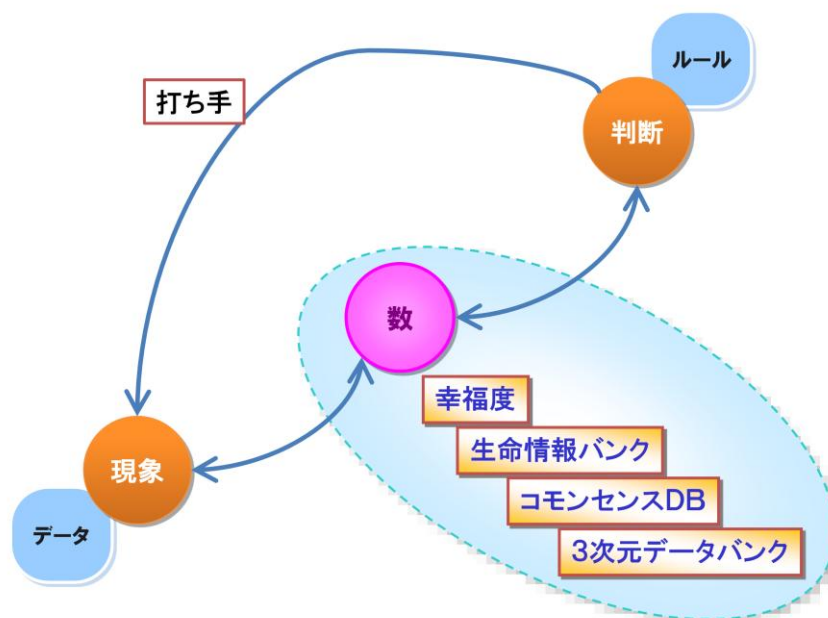 ルール
打ち手
判断
数
幸福度
生命情報バンク
現象
コモンセンスDB
データ
3次元データバンク